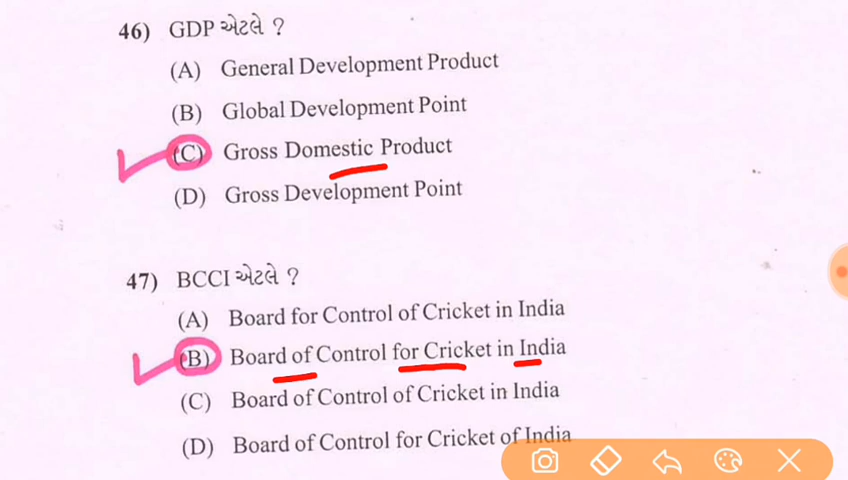 46) GDP એટલે ?
(A) General Development Product
(B) Global Development Point
(C) Gross Domestic Product
(D) Gross Development Point
47) BCCI એટલે ?
(A) Board for Control of Cricket in India
(B) Board of Control for Cricket in India
(C) Board of Control of Cricket in India
(D) Board of Control for Cricket of India